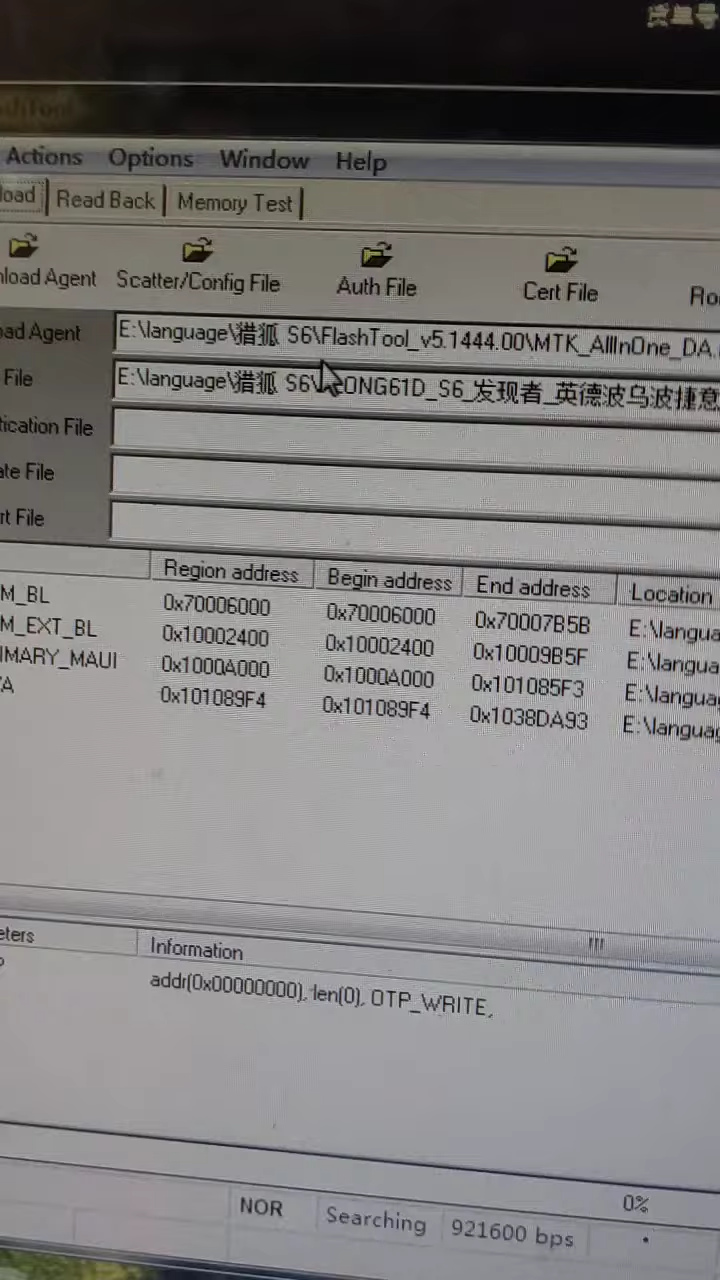 Actions Options Window Help
load Read Back Memory Test
nload Agent Scatter/Config File Auth File Cert File
oad Agent E:\language\猎狐 S6\FlashTool_v5.1444.00\MTK_AllInOne_DA.
File E:\language\猎狐 S6\ ONG61D_S6_发现者_英德波乌波捷意
tication File
ate File
rt File
Region address Begin address End address Location
M_BL 0x70006000 0x70006000 0x70007B5B E:\langua
M_EXT_BL 0x10002400 0x10002400 0x10009B5F E:\langua
IMARY_MAUI 0x1000A000 0x1000A000 0x101085F3 E:\langua
A 0x101089F4 0x101089F4 0x1038DA93 E:\languag
eters Information
addr(0x00000000), len(0), OTP_WRITE,
0%
NOR Searching 921600 bps